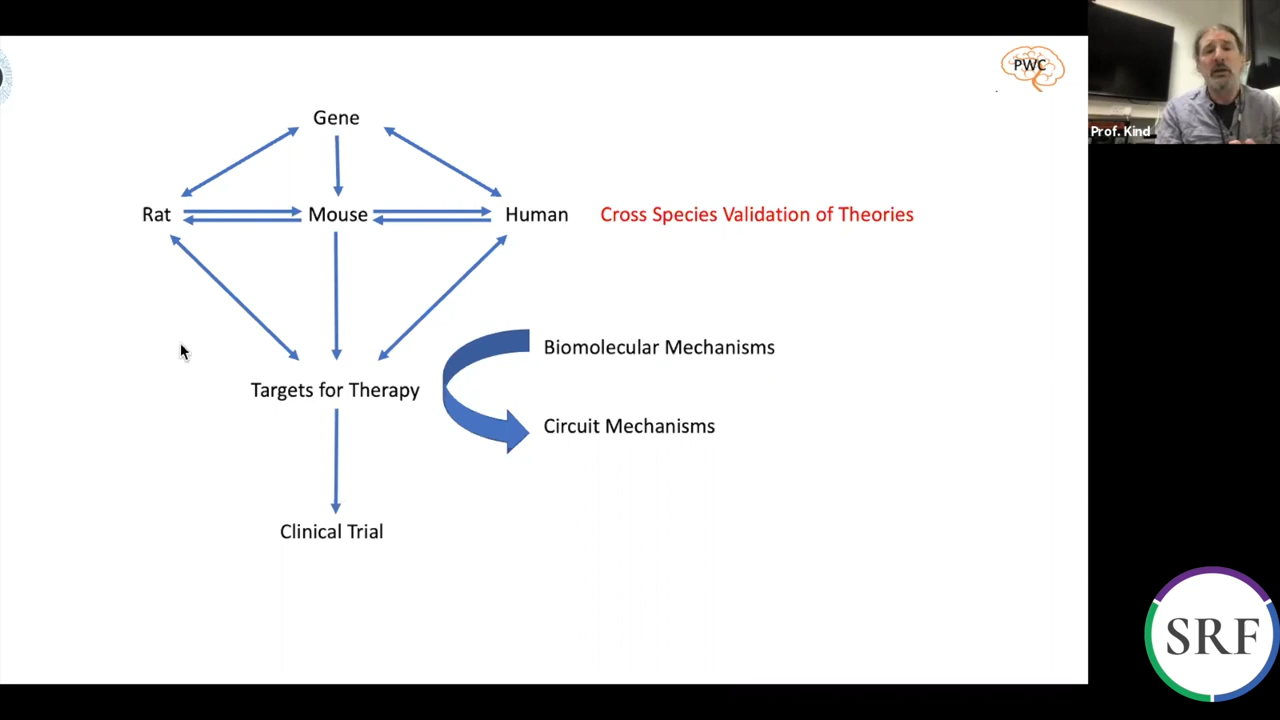 PWC
Prof. Kind
Gene
Rat
Mouse
Human
Cross Species Validation of Theories
Biomolecular Mechanisms
Targets for Therapy
Circuit Mechanisms
Clinical Trial
SRF